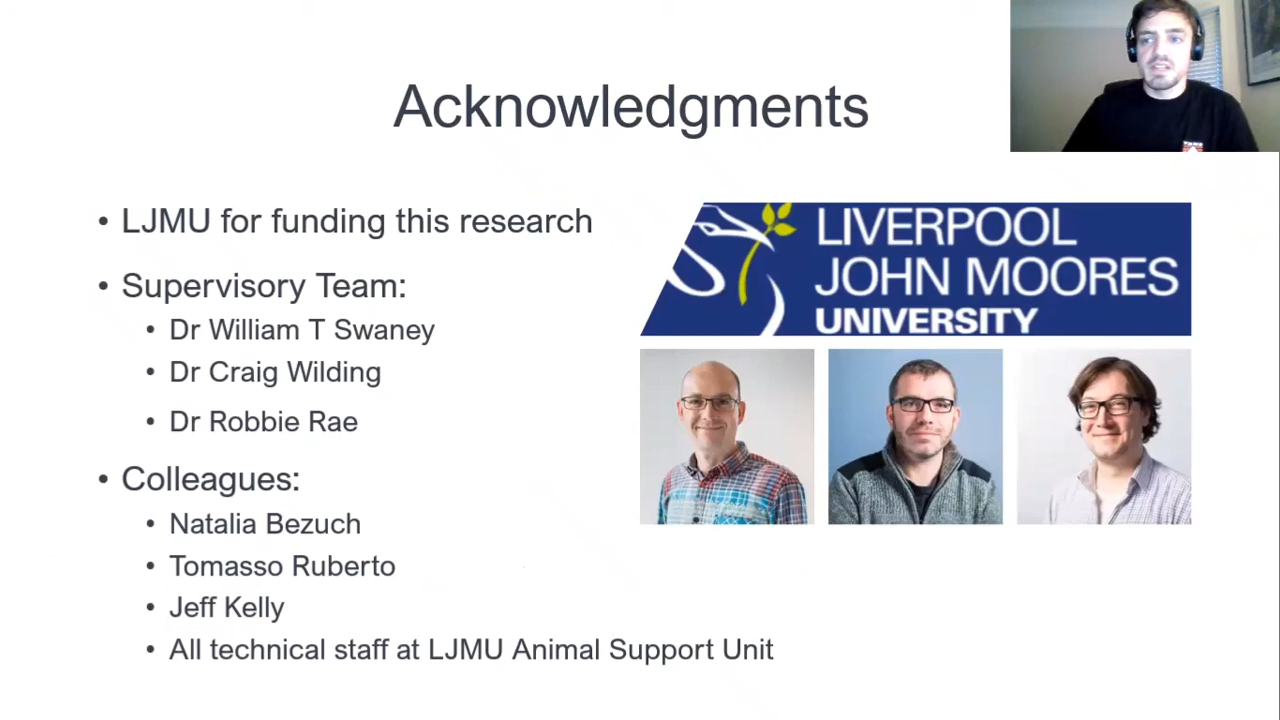 Acknowledgments
• LJMU for funding this research
• Supervisory Team:
• Dr William T Swaney
• Dr Craig Wilding
• Dr Robbie Rae
• Colleagues:
• Natalia Bezuch
• Tomasso Ruberto
• Jeff Kelly
• All technical staff at LJMU Animal Support Unit
LIVERPOOL
JOHN MOORES
UNIVERSITY